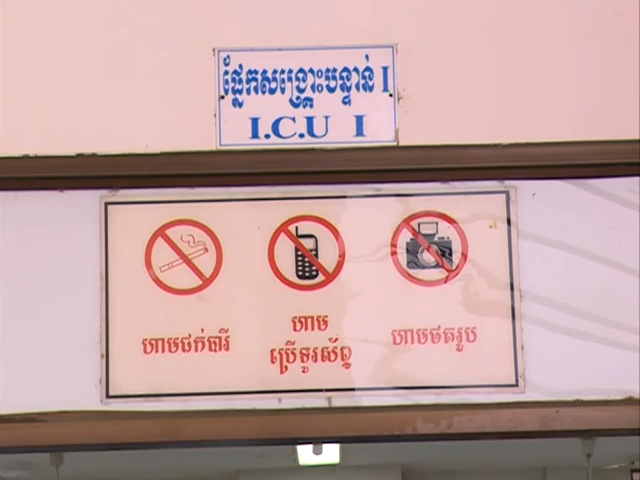 ផ្នែកសង្គ្រោះបន្ទាន់ I
I.C.U I
ហាមជក់បារី
ហាម
ប្រើទូរស័ព្ទ
ហាមថតរូប